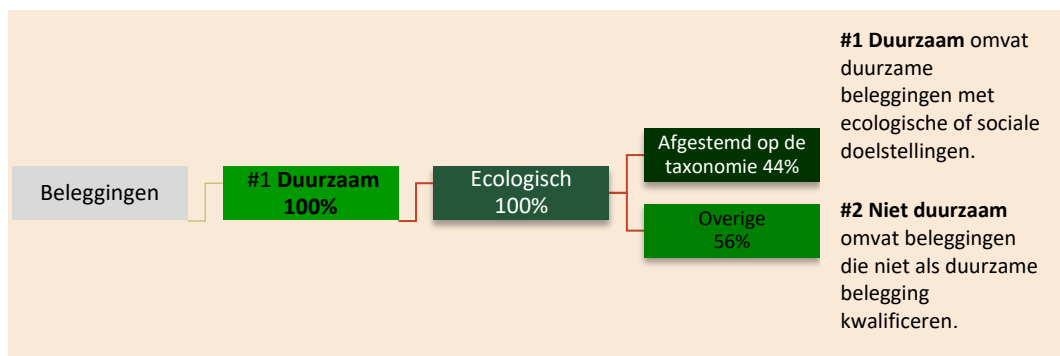 Beleggingen
#1 Duurzaam
100%
Ecologisch
100%
Afgestemd op de
taxonomie 44%
Overige
56%
#1 Duurzaam omvat
duurzame
beleggingen met
ecologische of sociale
doelstellingen.
#2 Niet duurzaam
omvat beleggingen
die niet als duurzame
belegging
kwalificeren.